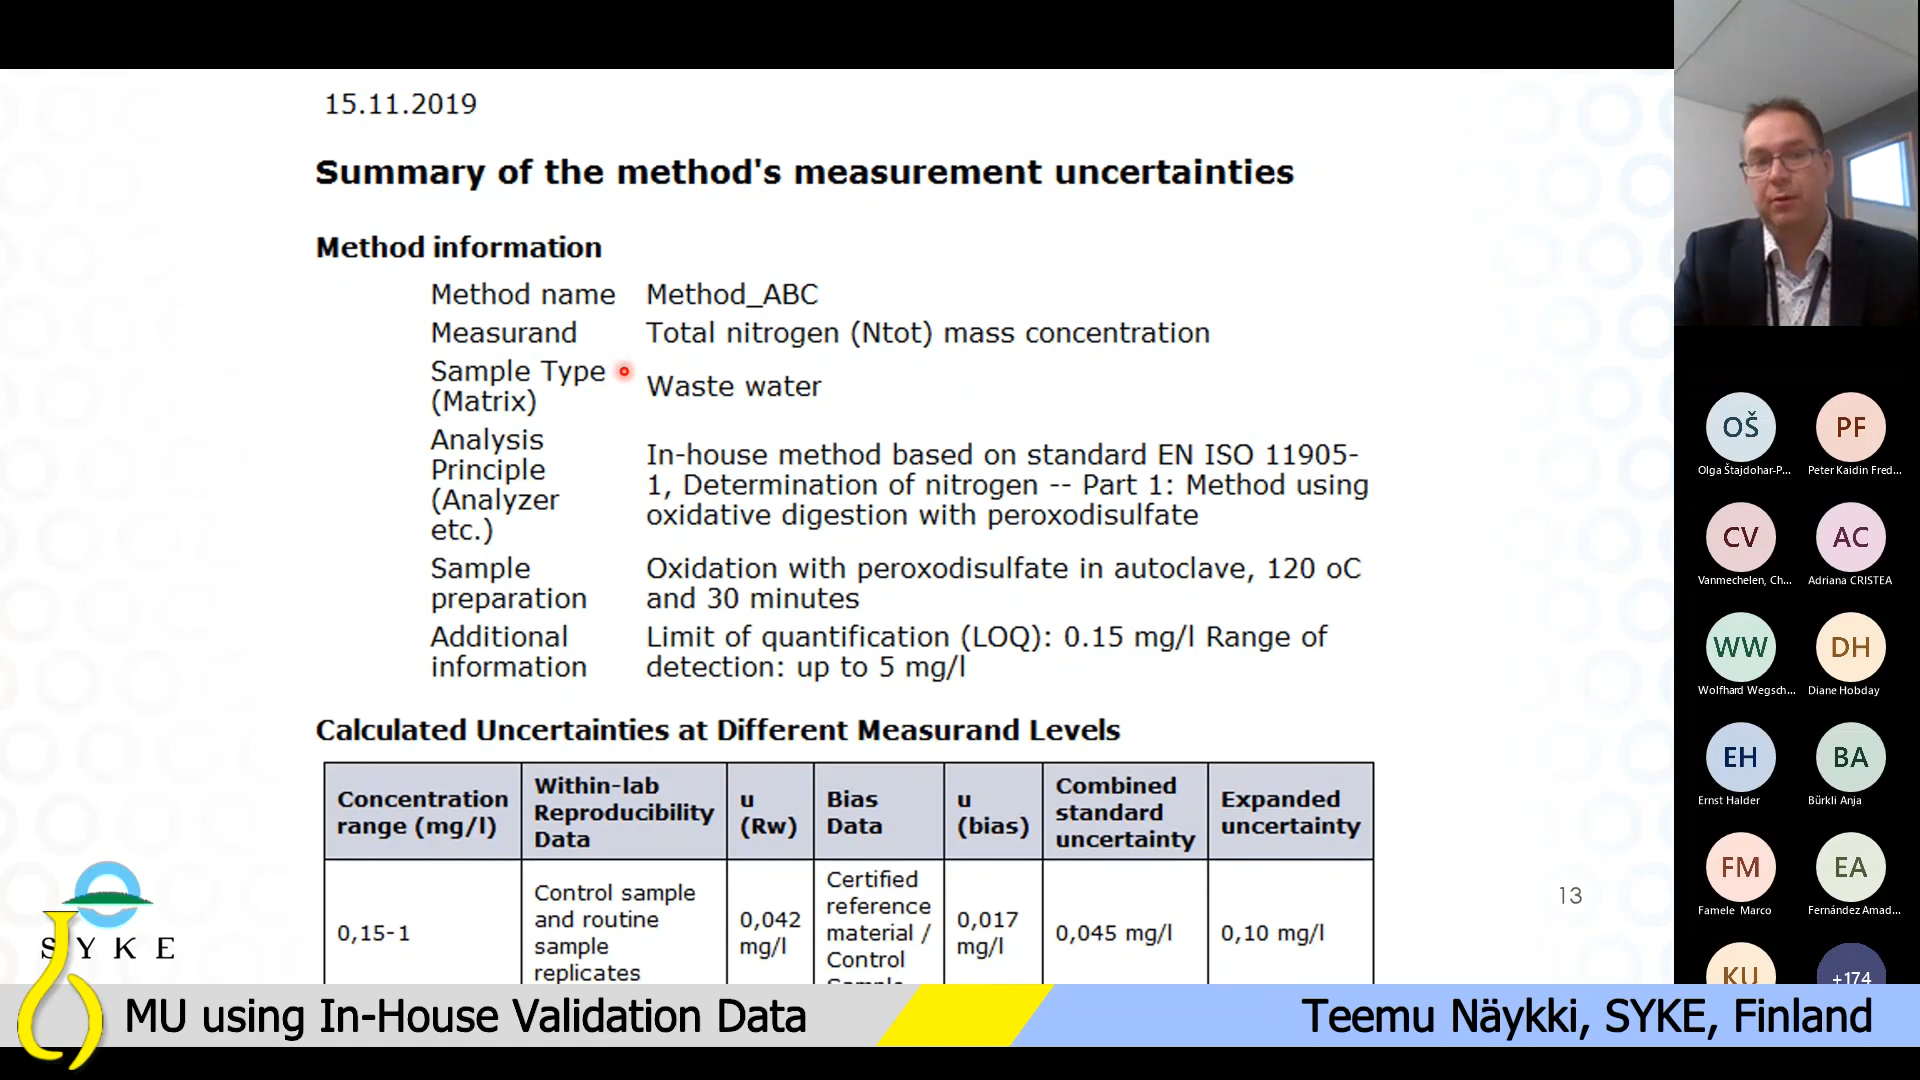 15.11.2019
Summary of the method's measurement uncertainties
Method information
Method name Method_ABC
Measurand Total nitrogen (Ntot) mass concentration
Sample Type
(Matrix)
Waste water
Analysis
Principle
(Analyzer
etc.)
In-house method based on standard EN ISO 11905-
1, Determination of nitrogen -- Part 1: Method using
oxidative digestion with peroxodisulfate
Sample
preparation
Oxidation with peroxodisulfate in autoclave, 120 oC
and 30 minutes
Additional
information
Limit of quantification (LOQ): 0.15 mg/l Range of
detection: up to 5 mg/l
Calculated Uncertainties at Different Measurand Levels
Concentration
range (mg/l)
Within-lab
Reproducibility
Data
u
(Rw)
Bias
Data
u
(bias)
Combined
standard
uncertainty
Expanded
uncertainty
0,15-1
Control sample
and routine
sample
replicates
0,042
mg/l
Certified
reference
material /
Control
0,017
mg/l
0,045 mg/l
0,10 mg/l
13
SYKE
MU using In-House Validation Data
Teemu Näykki, SYKE, Finland
OŠ
Olga Štajdohar-P...
PF
Peter Kaidin Fred...
CV
Vanmechelen, Ch...
AC
Adriana CRISTEA
WW
Wolfhard Wegsch...
DH
Diane Hobday
EH
Ernst Halder
BA
Bürkli Anja
FM
Famele Marco
EA
Fernández Amad...
KU
+174